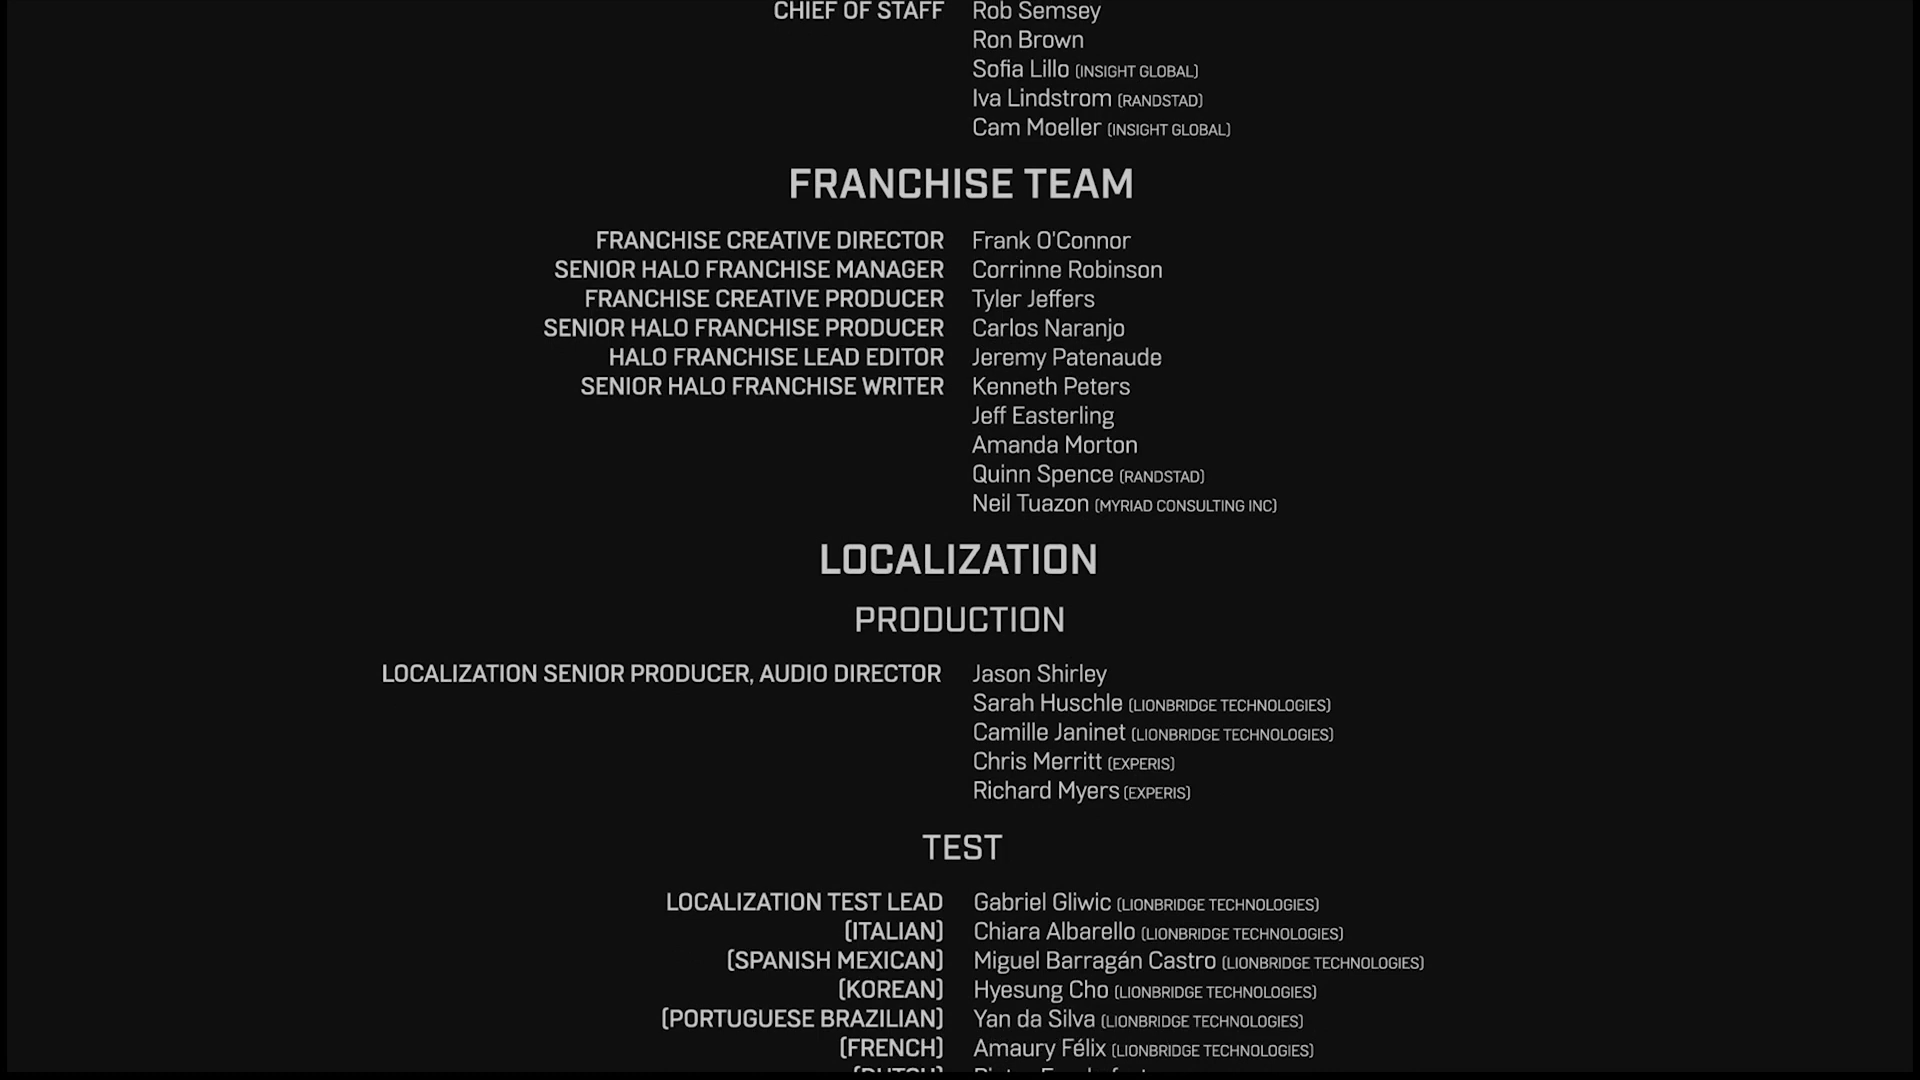 CHIEF OF STAFF Rob Semsey
Ron Brown
Sofia Lillo (INSIGHT GLOBAL)
Iva Lindstrom (RANDSTAD)
Cam Moeller (INSIGHT GLOBAL)
FRANCHISE TEAM
FRANCHISE CREATIVE DIRECTOR Frank O'Connor
SENIOR HALO FRANCHISE MANAGER Corrinne Robinson
FRANCHISE CREATIVE PRODUCER Tyler Jeffers
SENIOR HALO FRANCHISE PRODUCER Carlos Naranjo
HALO FRANCHISE LEAD EDITOR Jeremy Patenaude
SENIOR HALO FRANCHISE WRITER Kenneth Peters
Jeff Easterling
Amanda Morton
Quinn Spence (RANDSTAD)
Neil Tuazon (MYRIAD CONSULTING INC)
LOCALIZATION
PRODUCTION
LOCALIZATION SENIOR PRODUCER, AUDIO DIRECTOR Jason Shirley
Sarah Huschle (LIONBRIDGE TECHNOLOGIES)
Camille Janinet (LIONBRIDGE TECHNOLOGIES)
Chris Merritt (EXPERIS)
Richard Myers (EXPERIS)
TEST
LOCALIZATION TEST LEAD Gabriel Gliwic (LIONBRIDGE TECHNOLOGIES)
(ITALIAN) Chiara Albarello (LIONBRIDGE TECHNOLOGIES)
(SPANISH MEXICAN) Miguel Barragán Castro (LIONBRIDGE TECHNOLOGIES)
(KOREAN) Hyesung Cho (LIONBRIDGE TECHNOLOGIES)
(PORTUGUESE BRAZILIAN) Yan da Silva (LIONBRIDGE TECHNOLOGIES)
(FRENCH) Amaury Félix (LIONBRIDGE TECHNOLOGIES)
(DUTCH)